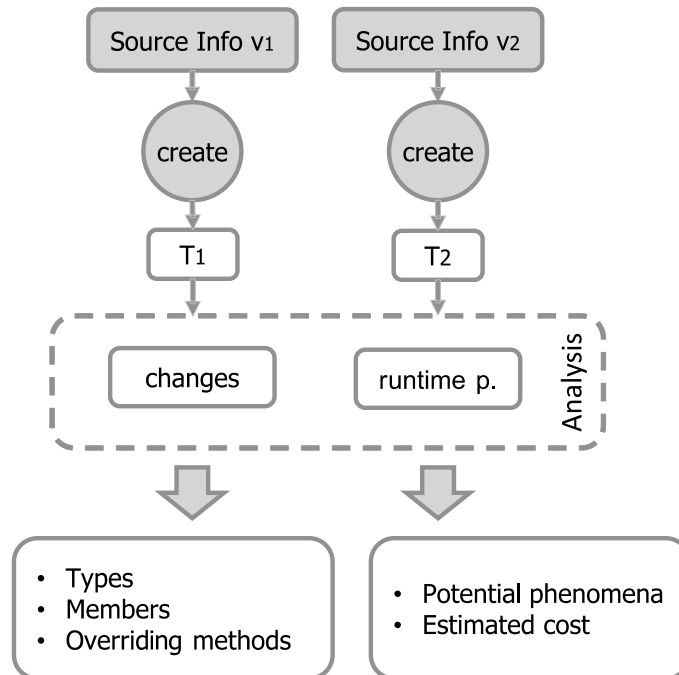 Source Info v1
Source Info v2
create
create
T1
T2
changes
runtime p.
Analysis
• Types
• Members
• Overriding methods
• Potential phenomena
• Estimated cost